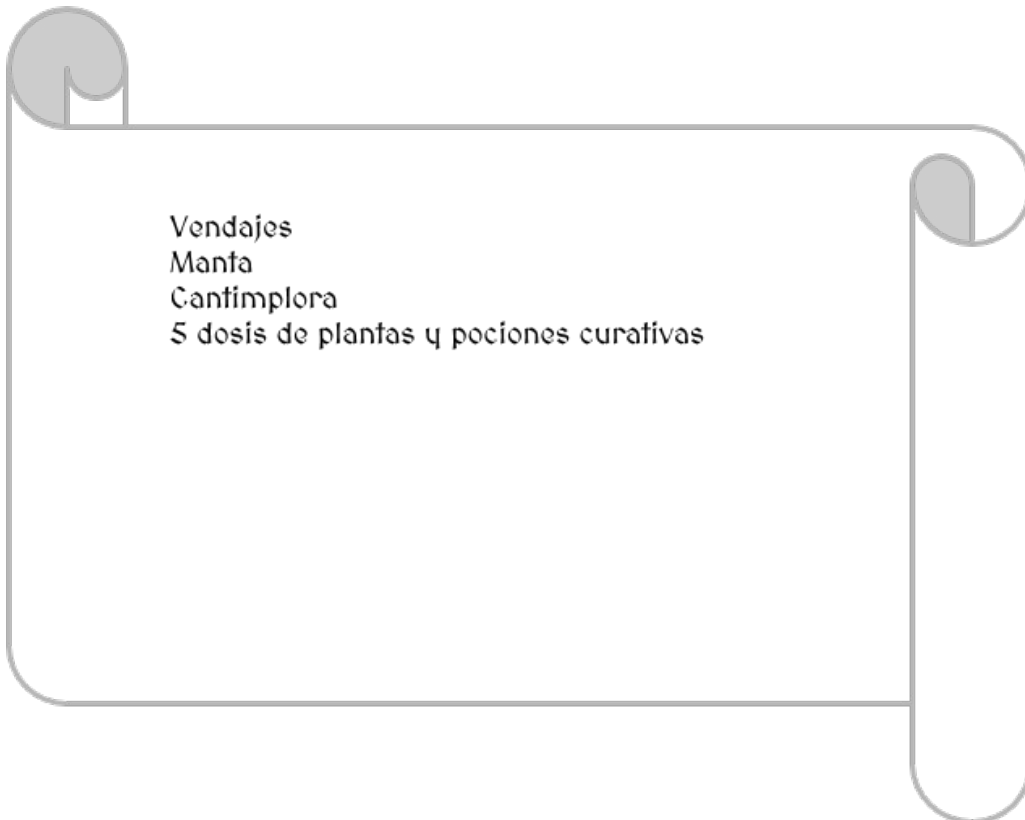 Vendajes
Manta
Cantimplora
5 dosis de plantas y pociones curativas